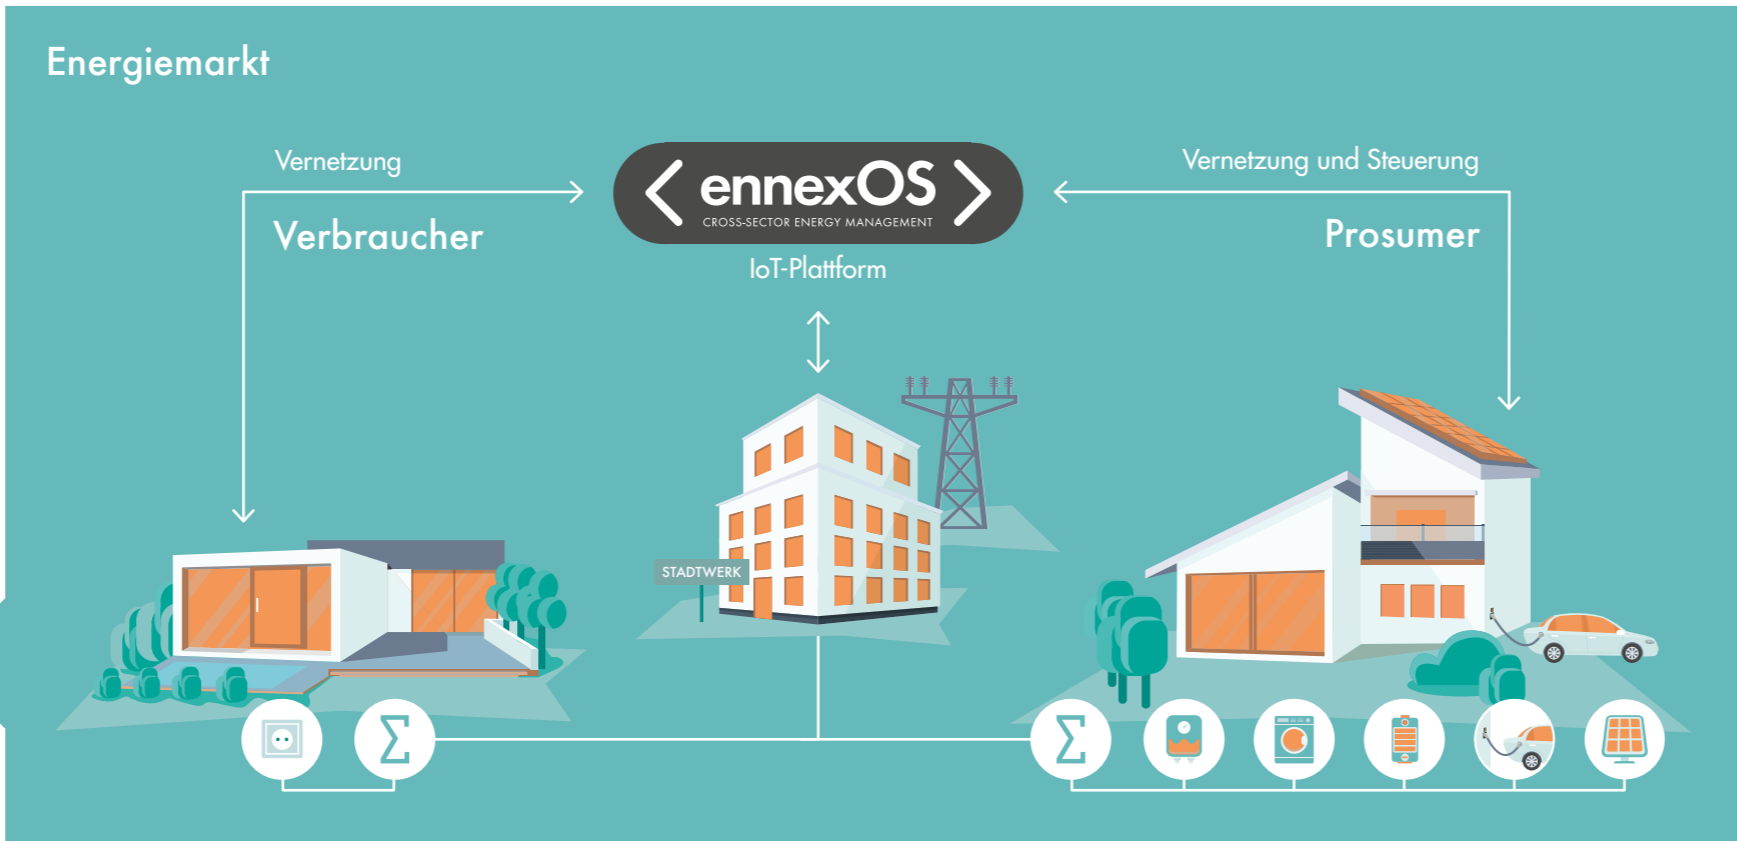 Energiemarkt
Vernetzung
Verbraucher
ennexOS
CROSS-SECTOR ENERGY MANAGEMENT
IoT-Plattform
Vernetzung und Steuerung
Prosumer
STADTWERK
Σ
Σ